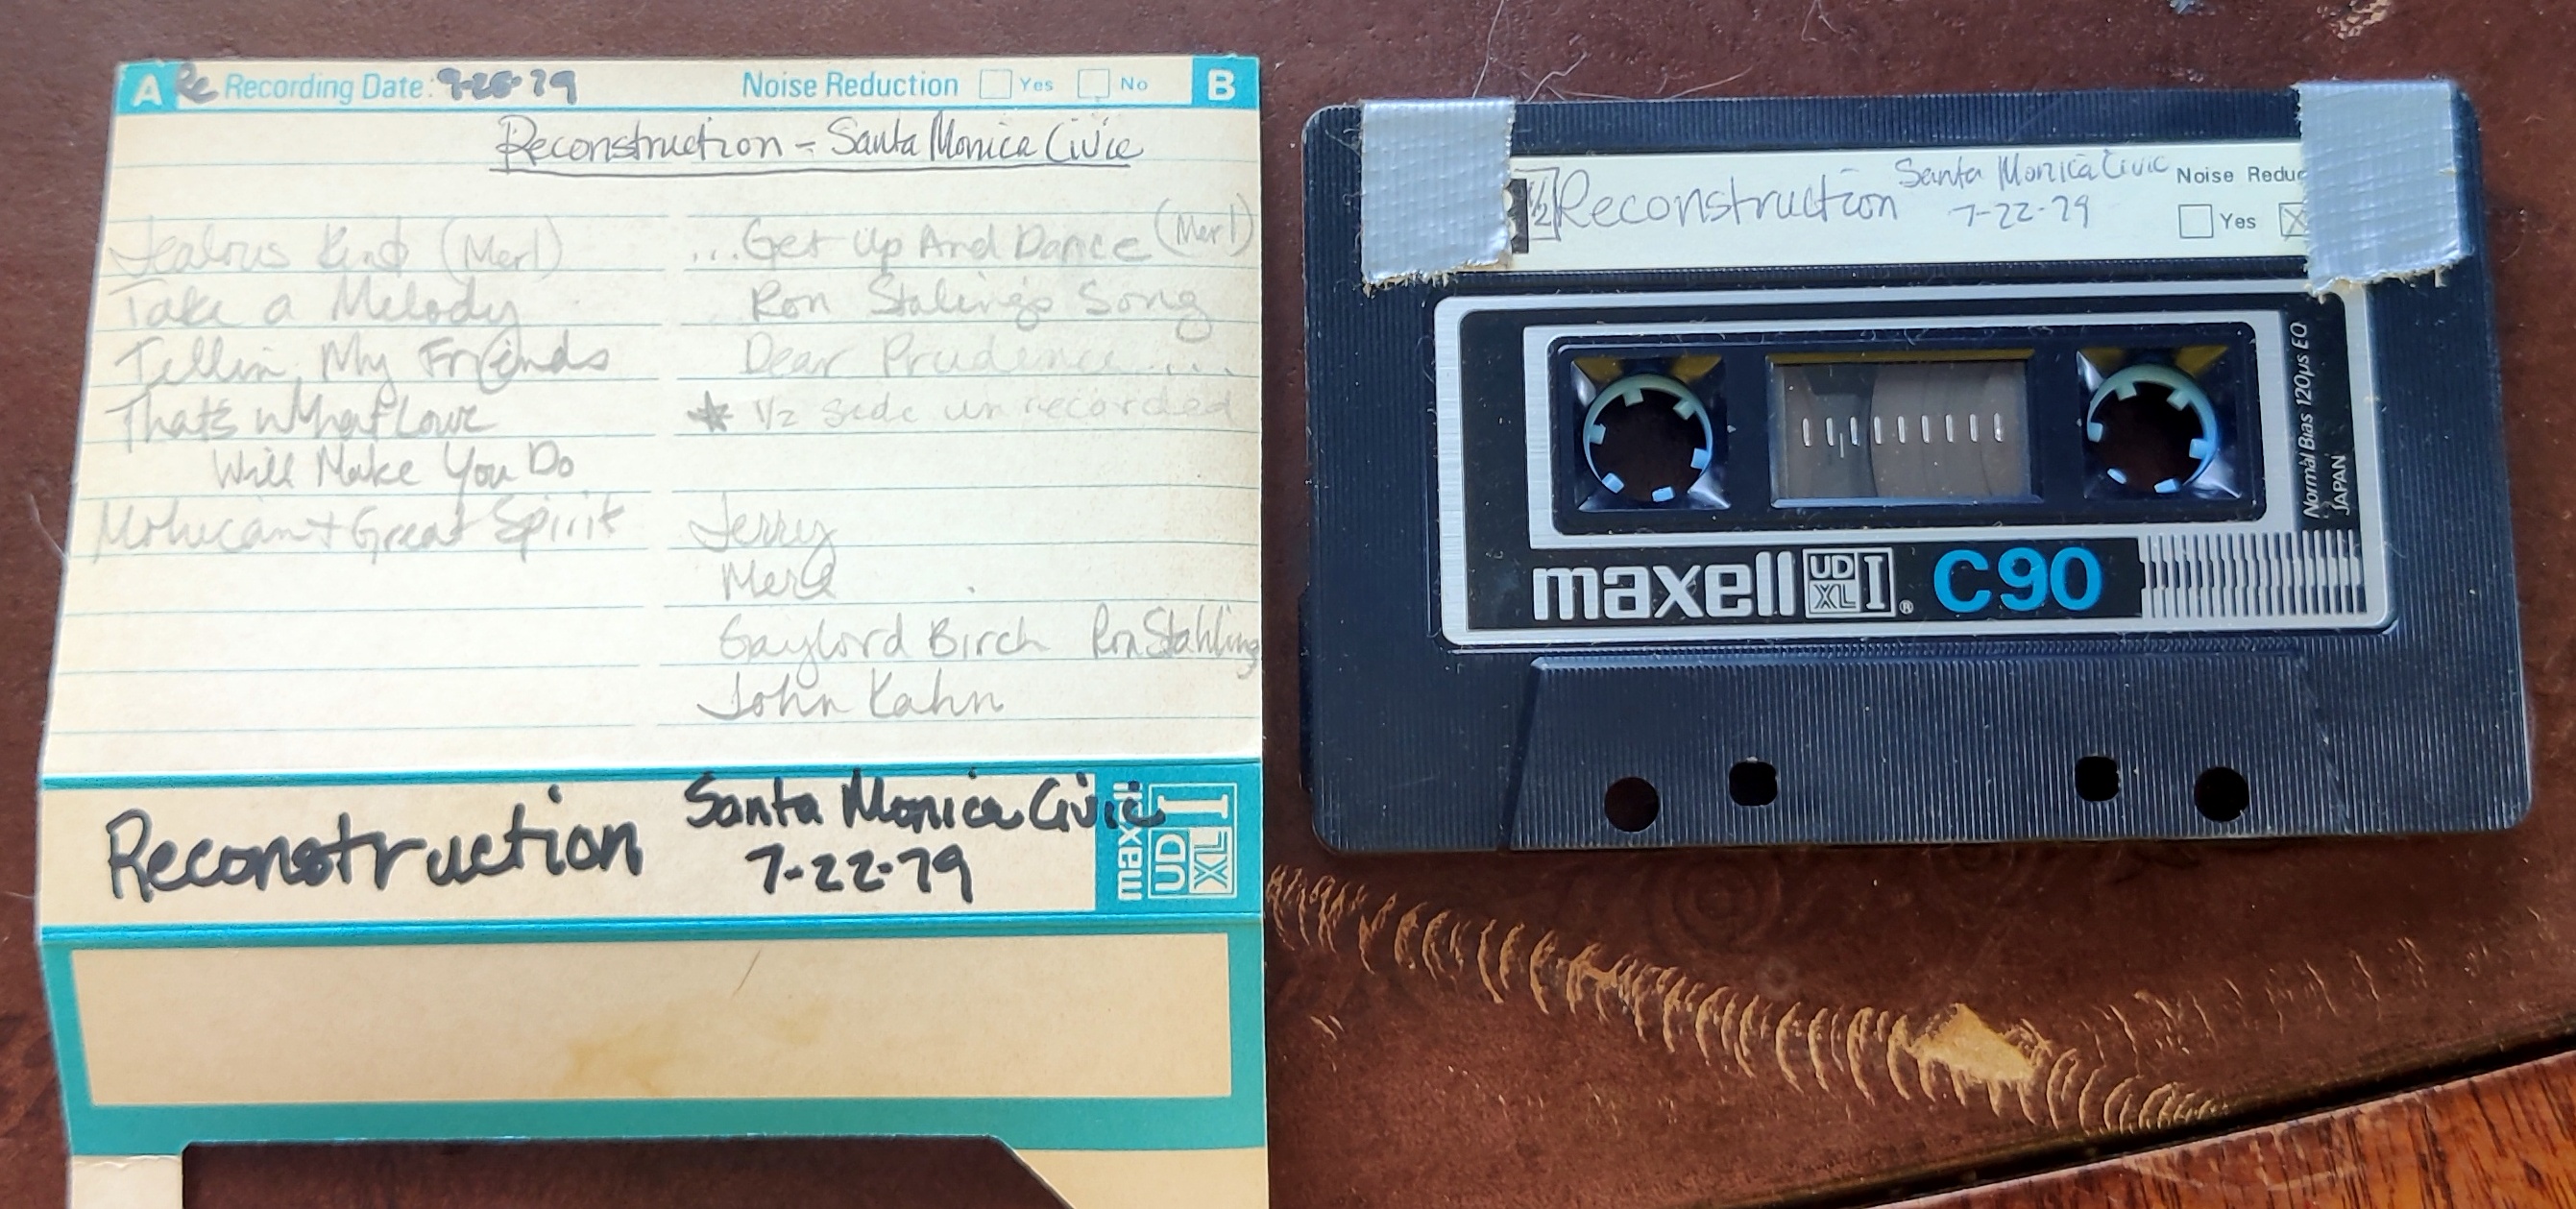 A Re Recording Date: 9-26-79 Noise Reduction Yes No B
Reconstruction - Santa Monica Civic
Jealous Kind (Merl)
Take a Melody
Tellin My Friends
Thats What Love
Will Make You Do
Mohican + Great Spirit
...Get Up And Dance (Merl)
Ron Staling's Song
Dear Prudence....
★ 1/2 side unrecorded
Jerry
Merl
Gaylord Birch Ron Stahling
John Kahn
Reconstruction Santa Monica Civic
7-22-79
maxell UD XL I
1/2 Reconstruction Santa Monica Civic
7-22-79
Noise Reduc
Yes
Normal Bias 120µs EQ
JAPAN
maxell UD XL I ® C90